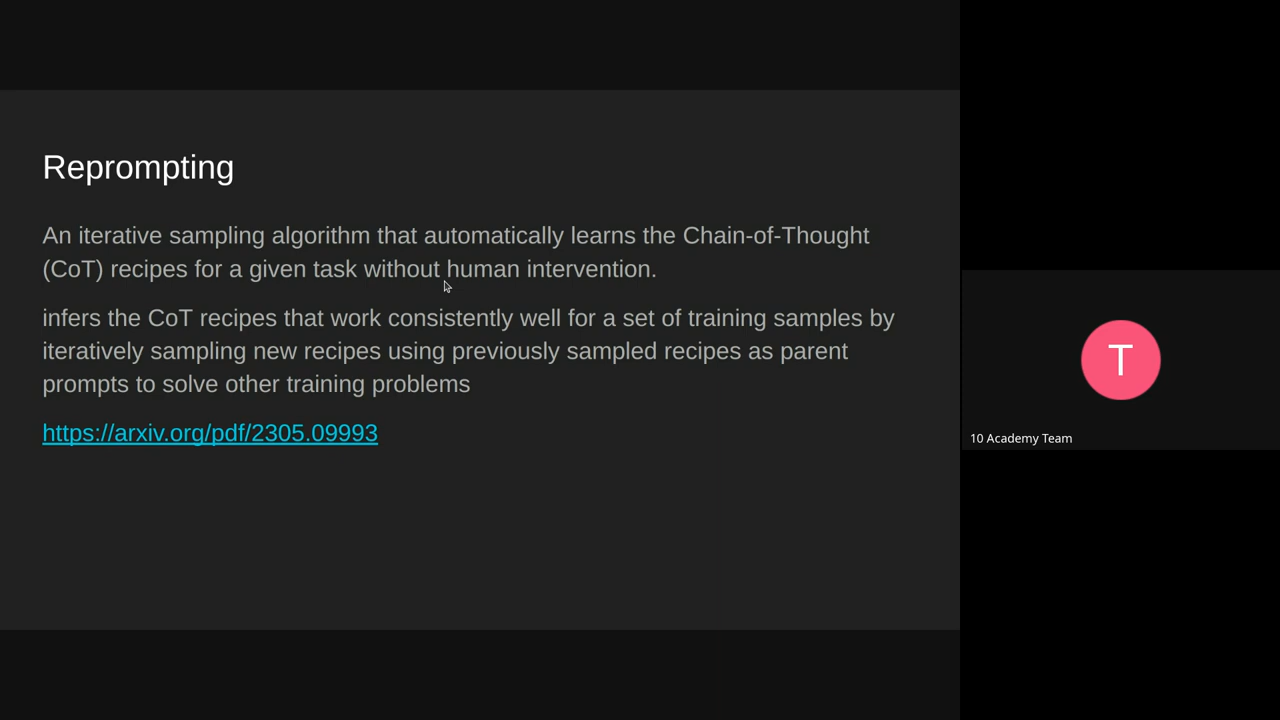 Reprompting
An iterative sampling algorithm that automatically learns the Chain-of-Thought
(CoT) recipes for a given task without human intervention.
infers the CoT recipes that work consistently well for a set of training samples by
iteratively sampling new recipes using previously sampled recipes as parent
prompts to solve other training problems
https://arxiv.org/pdf/2305.09993
T
10 Academy Team